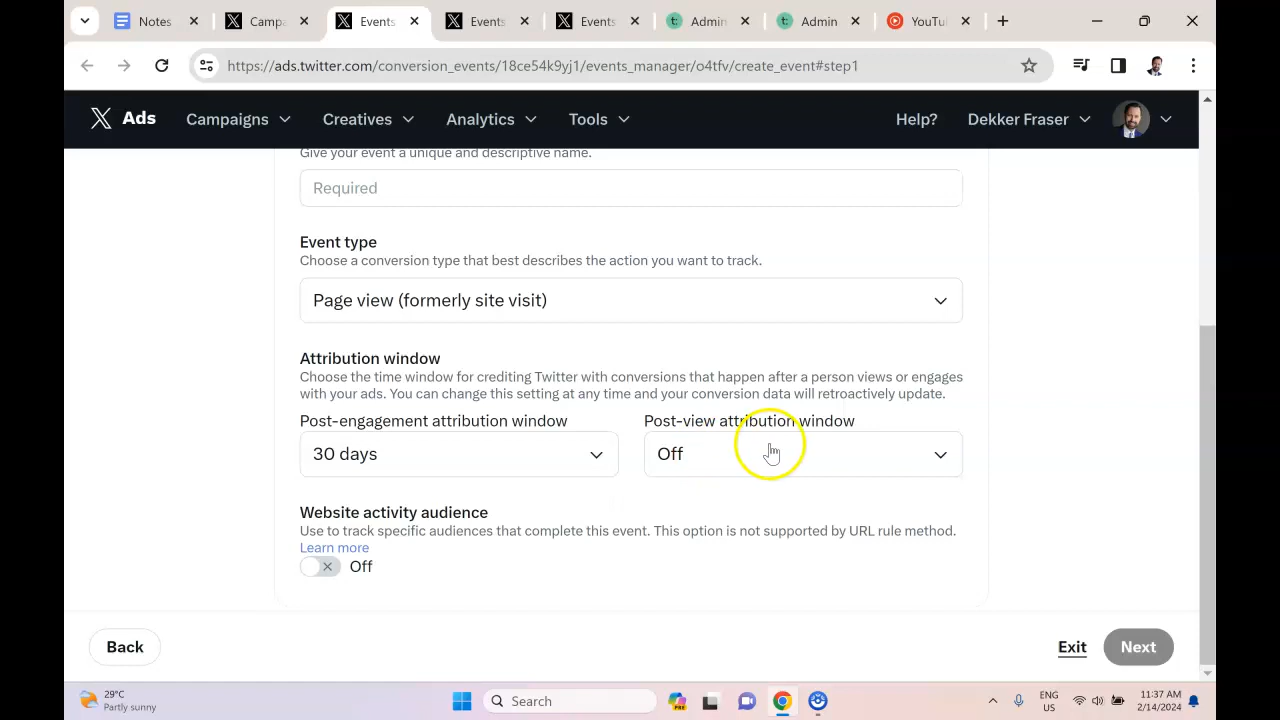 Notes
Campa
Events
Events
Events
Admin
Admin
YouTu
https://ads.twitter.com/conversion_events/18ce54k9yj1/events_manager/o4tfv/create_event#step1
X Ads
Campaigns
Creatives
Analytics
Tools
Help?
Dekker Fraser
Give your event a unique and descriptive name.
Required
Event type
Choose a conversion type that best describes the action you want to track.
Page view (formerly site visit)
Attribution window
Choose the time window for crediting Twitter with conversions that happen after a person views or engages
with your ads. You can change this setting at any time and your conversion data will retroactively update.
Post-engagement attribution window
Post-view attribution window
30 days
Off
Website activity audience
Use to track specific audiences that complete this event. This option is not supported by URL rule method.
Learn more
Off
Back
Exit
Next
29°C
Partly sunny
Search
PRE
ENG
US
11:37 AM
2/14/2024